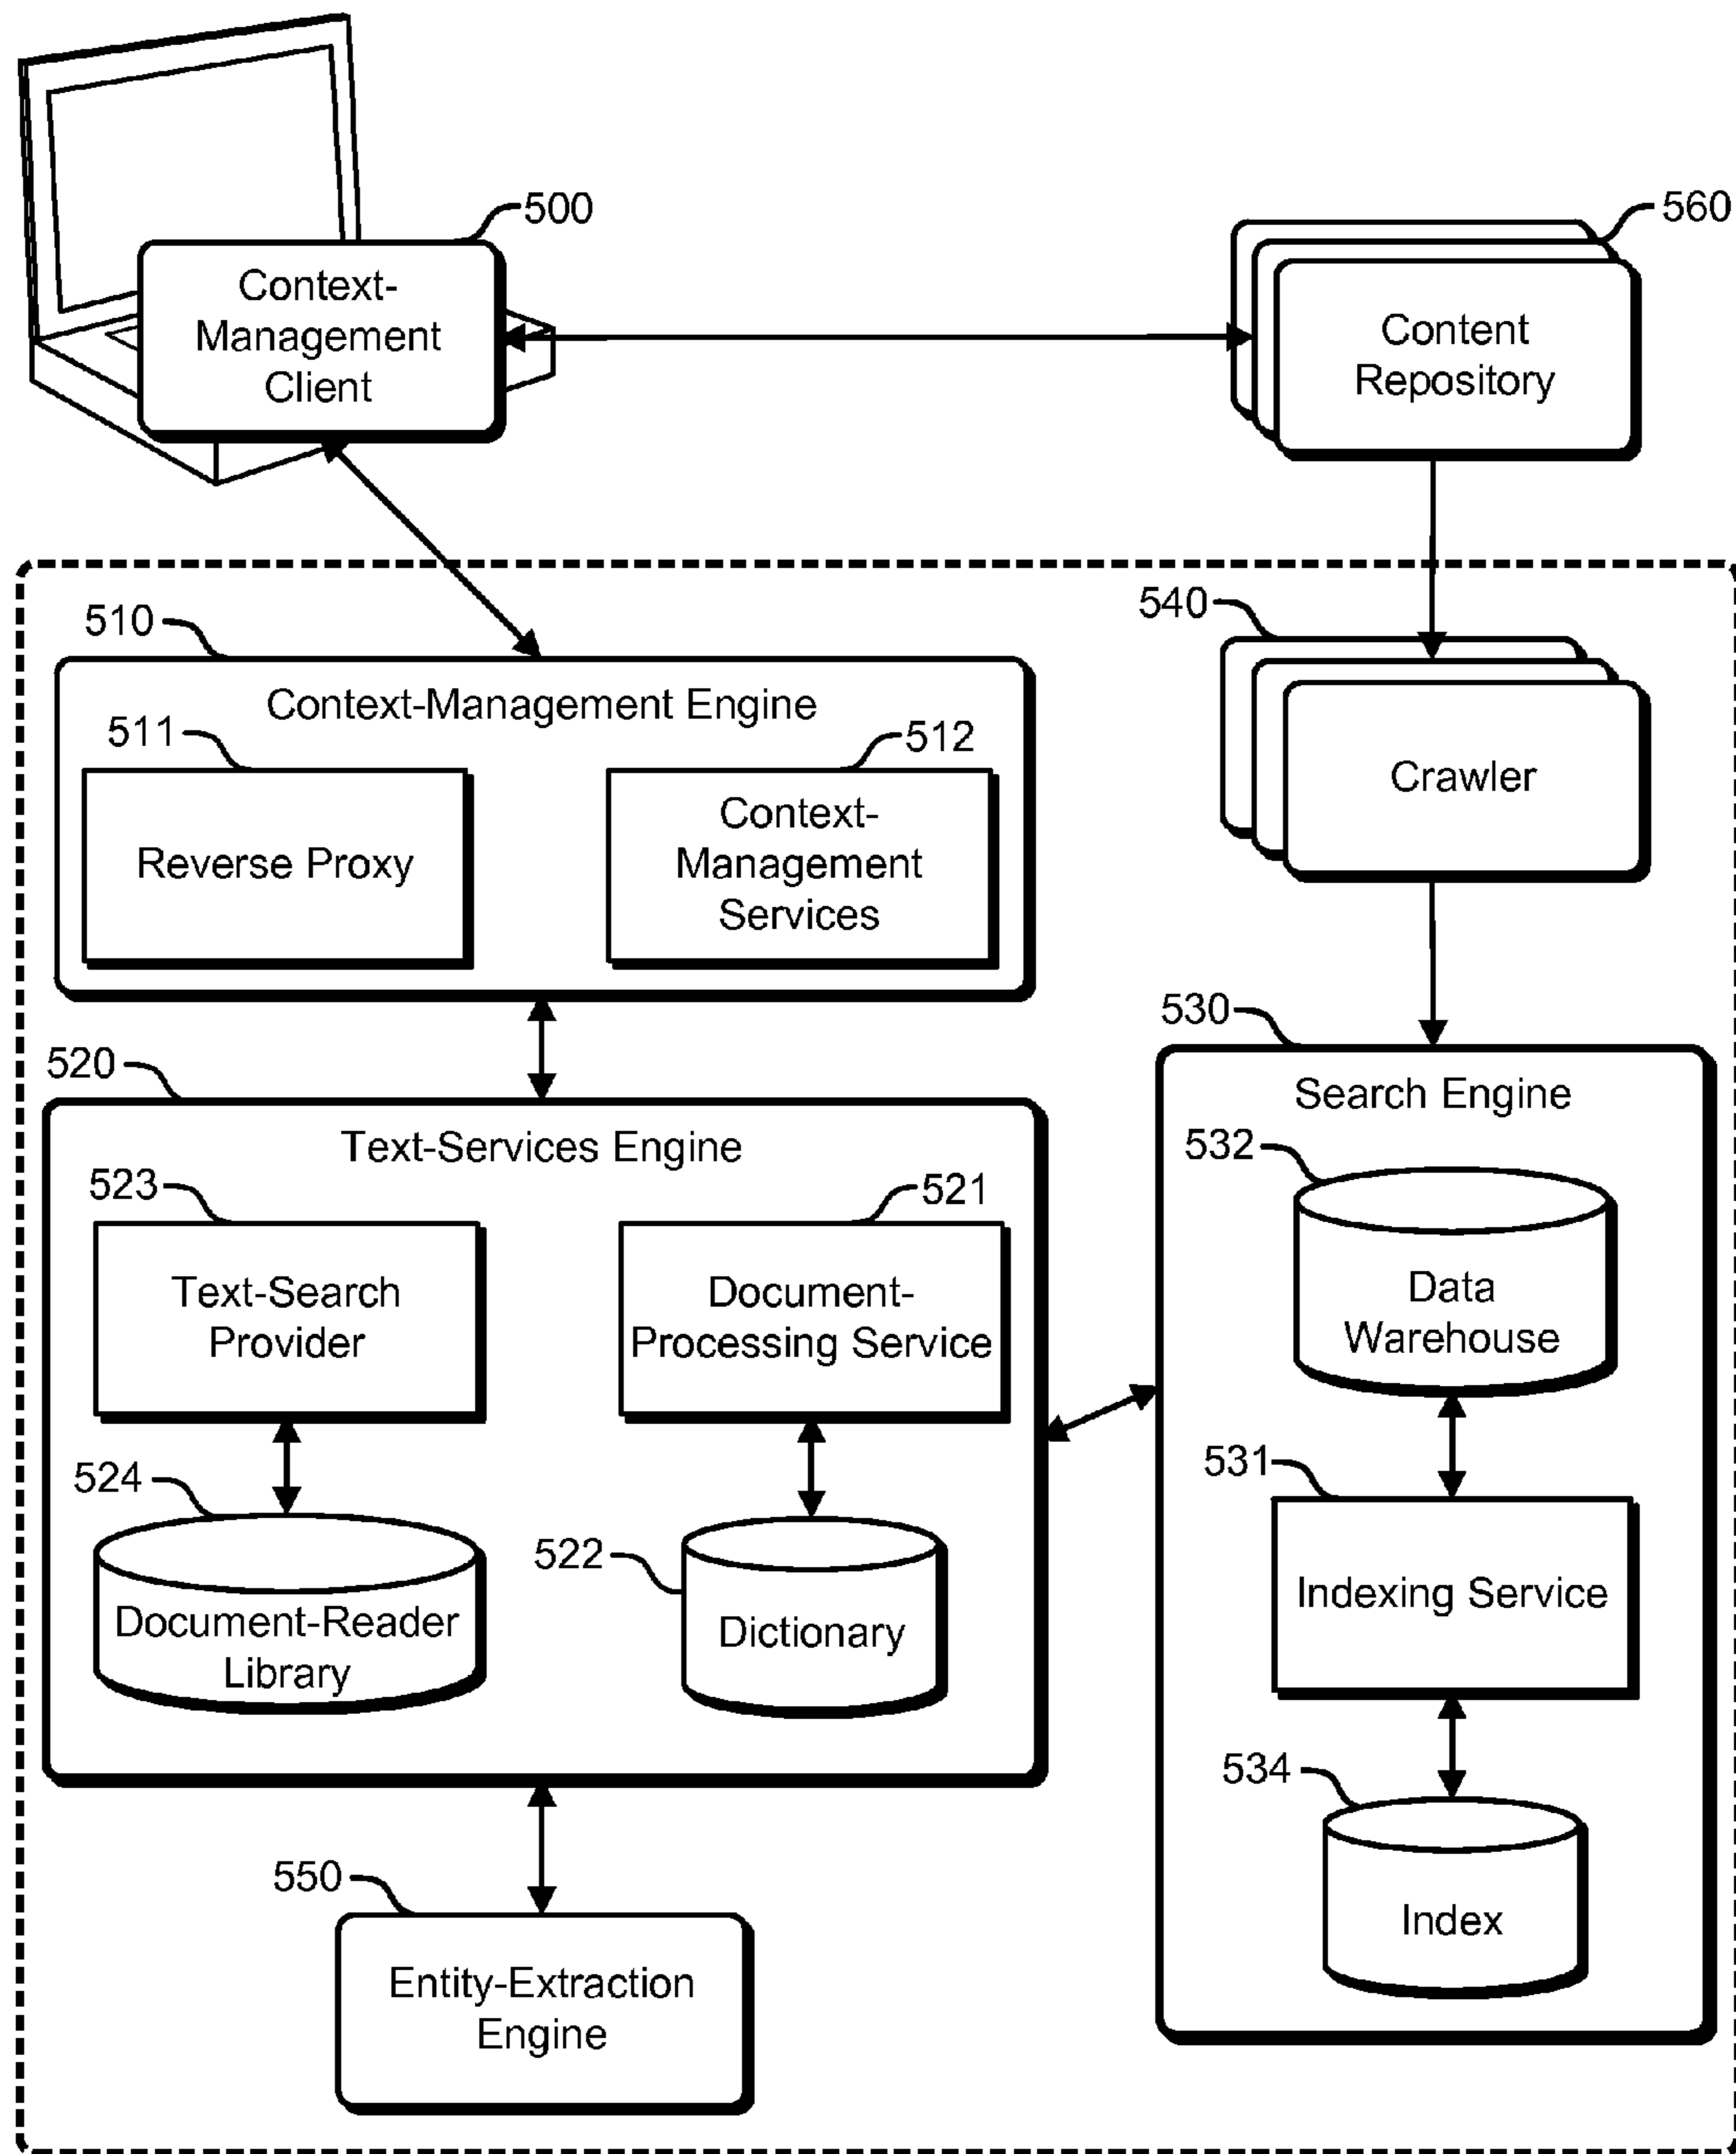 500
Context-
Management
Client
560
Content
Repository
510
Context-Management Engine
511
Reverse Proxy
512
Context-
Management
Services
540
Crawler
520
Text-Services Engine
523
Text-Search
Provider
521
Document-
Processing Service
524
Document-Reader
Library
522
Dictionary
530
Search Engine
532
Data
Warehouse
531
Indexing Service
534
Index
550
Entity-Extraction
Engine